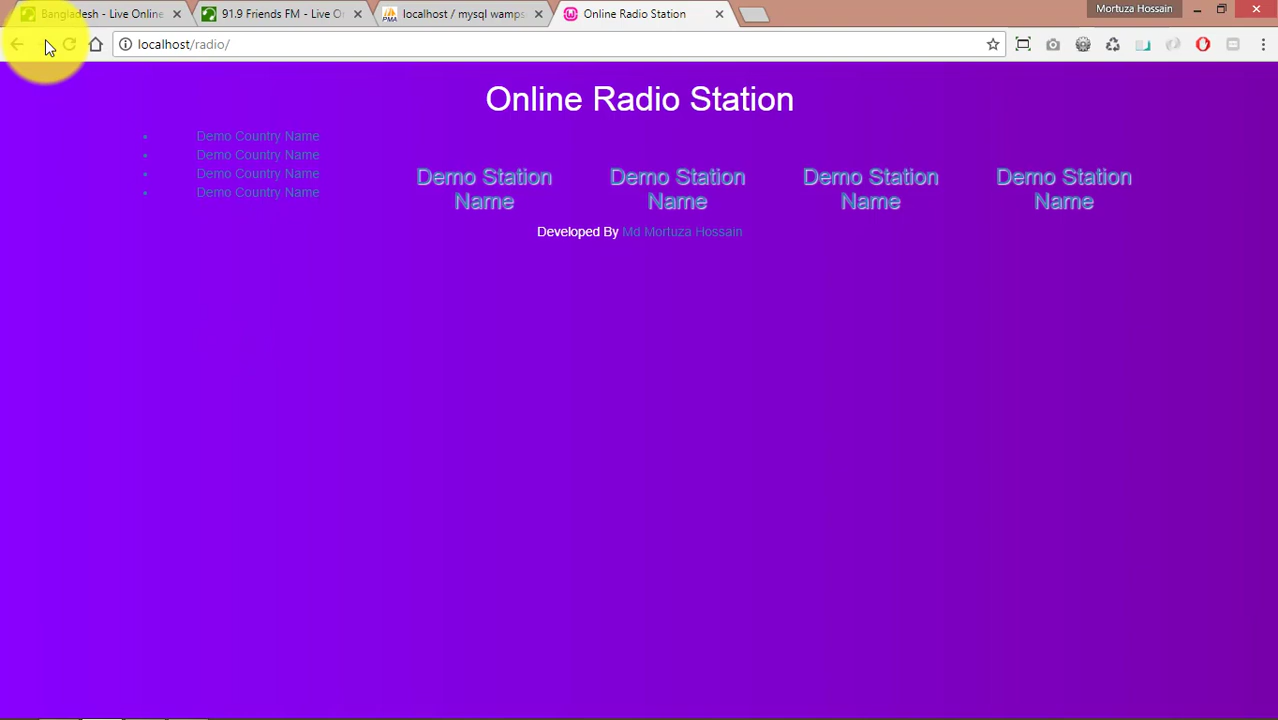 Bangladesh - Live Online
91.9 Friends FM - Live O
localhost / mysql wamps
Online Radio Station
Mortuza Hossain
localhost/radio/
Online Radio Station
Demo Country Name
Demo Country Name
Demo Country Name
Demo Country Name
Demo Station Name
Demo Station Name
Demo Station Name
Demo Station Name
Developed By Md Mortuza Hossain